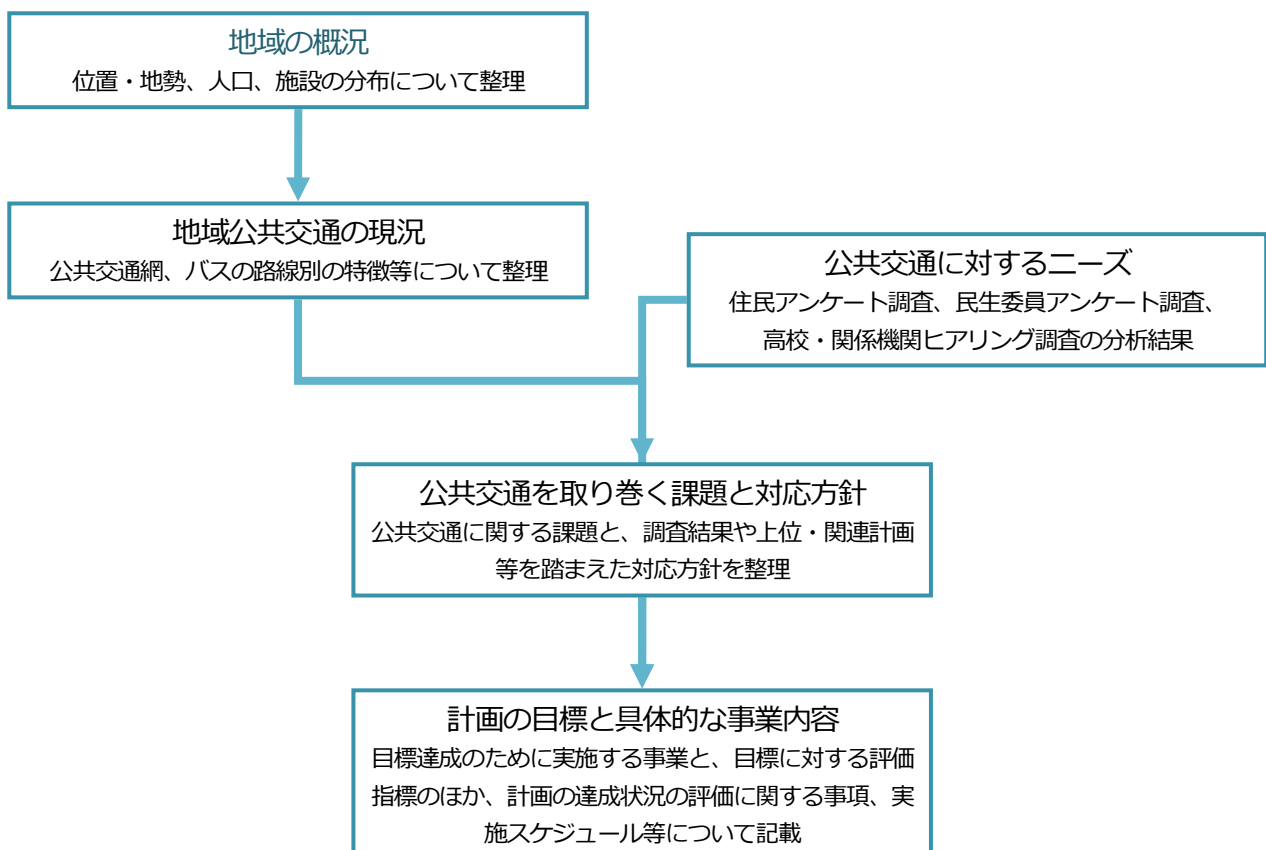 地域の概況
位置・地勢、人口、施設の分布について整理
地域公共交通の現況
公共交通網、バスの路線別の特徴等について整理
公共交通に対するニーズ
住民アンケート調査、民生委員アンケート調査、
高校・関係機関ヒアリング調査の分析結果
公共交通を取り巻く課題と対応方針
公共交通に関する課題と、調査結果や上位・関連計画
等を踏まえた対応方針を整理
計画の目標と具体的な事業内容
目標達成のために実施する事業と、目標に対する評価
指標のほか、計画の達成状況の評価に関する事項、実
施スケジュール等について記載